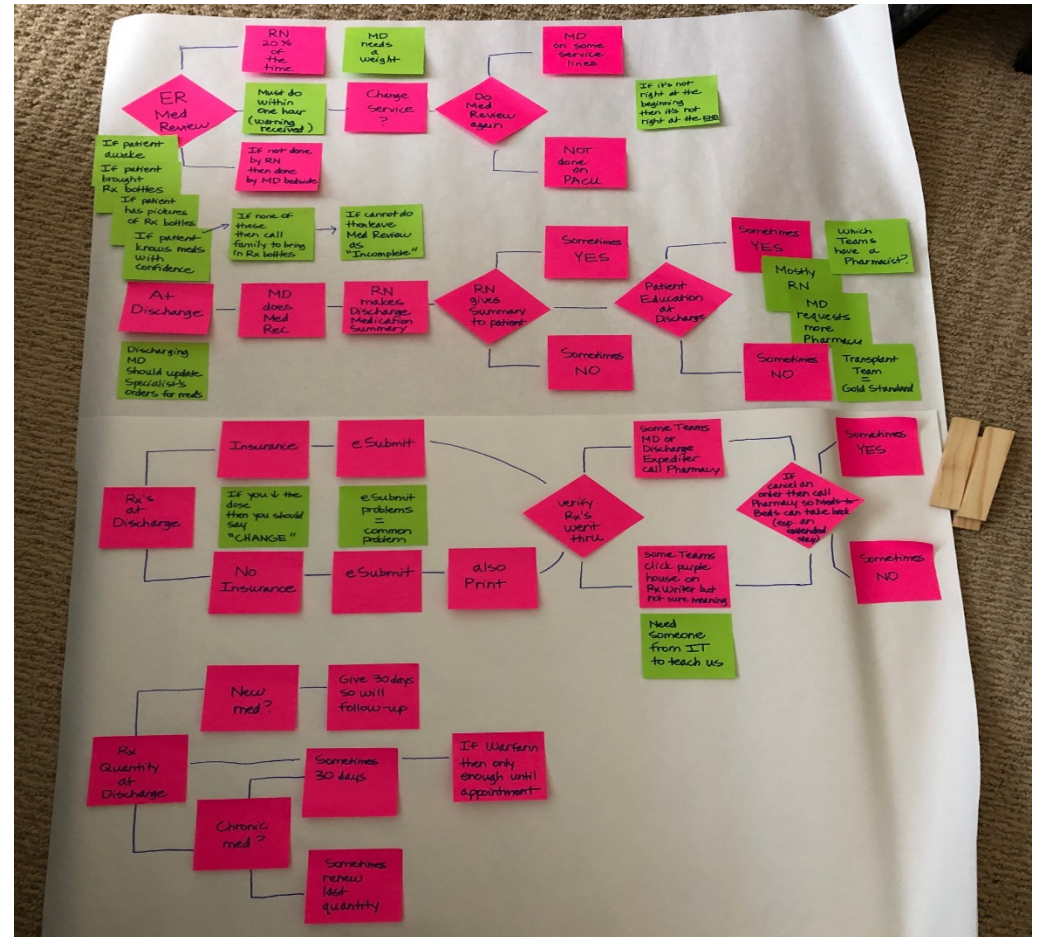 RN
20%
of
the
time
MD
needs
a
weight
MD
on some
service
lines
ER
Med
Review
Must do
within
one hour
(warning
received)
Change
Service
?
Do
Med
Review
again
If it's not
right at the
beginning
then it's not
right at the END
If not done
by RN
then done
by MD bedside
NOT
done
on
PACU
If patient
awake
If patient
brought
Rx bottles
If patient
has pictures
of Rx bottles
If patient
knows meds
with
confidence
If none of
these
then call
family to bring
in Rx bottles
If cannot do
then leave
Med Review
as
"Incomplete"
Sometimes
YES
Sometimes
YES
Which
Teams
have a
Pharmacist?
Mostly
RN
MD
requests
more
Pharmacy
At
Discharge
MD
does
Med
Rec
RN
makes
Discharge
Medication
Summary
RN
gives
Summary
to patient
Patient
Education
at
Discharge
Discharging
MD
should update
Specialist's
orders for meds
Sometimes
NO
Sometimes
NO
Transplant
Team
=
Gold Standard
Insurance
eSubmit
Some Teams
MD or
Discharge
Expediter
call Pharmacy
Sometimes
YES
Rx's
at
Discharge
If you ↓ the
dose
then you should
say
"CHANGE"
eSubmit
problems
=
common
problem
verify
Rx's
went
thru
If
cancel an
order then call
Pharmacy so Meds-to-
Beds can take back
(exp: an
extended
stay)
No
Insurance
eSubmit
also
Print
some Teams
click purple
house on
RxWriter but
not sure meaning
Sometimes
NO
Need
Someone
from IT
to teach us
New
med?
Give 30 days
so will
follow-up
Rx
Quantity
at
Discharge
Sometimes
30 days
If Warfarin
then only
enough until
appointment
Chronic
med?
Sometimes
renew
last
quantity